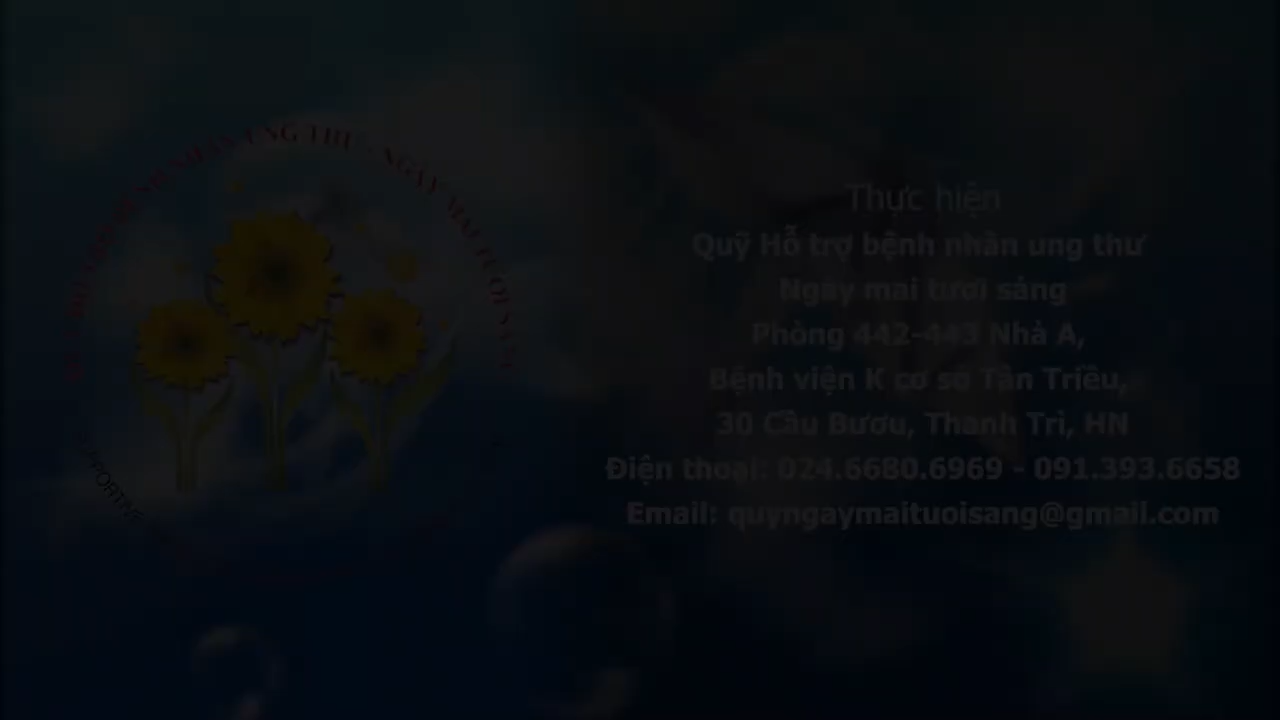 Thực hiện
Quỹ Hỗ trợ bệnh nhân ung thư
Ngày mai tươi sáng
Phòng 442-443 Nhà A,
Bệnh viện K cơ sở Tân Triều,
30 Cầu Bươu, Thanh Trì, HN
Điện thoại: 024.6680.6969 - 091.393.6658
Email: quyngaymaituoisang@gmail.com